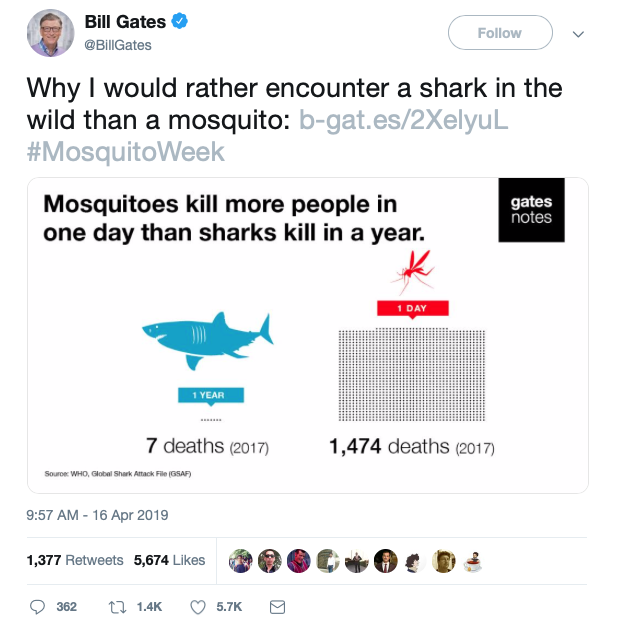 Bill Gates
@BillGates
Follow
Why I would rather encounter a shark in the
wild than a mosquito: b-gat.es/2XelyuL
#MosquitoWeek
Mosquitoes kill more people in
one day than sharks kill in a year.
gates
notes
1 DAY
1 YEAR
7 deaths (2017)
1,474 deaths (2017)
Source: WHO, Global Shark Attack File (GSAF)
9:57 AM - 16 Apr 2019
1,377 Retweets 5,674 Likes
362 1.4K 5.7K